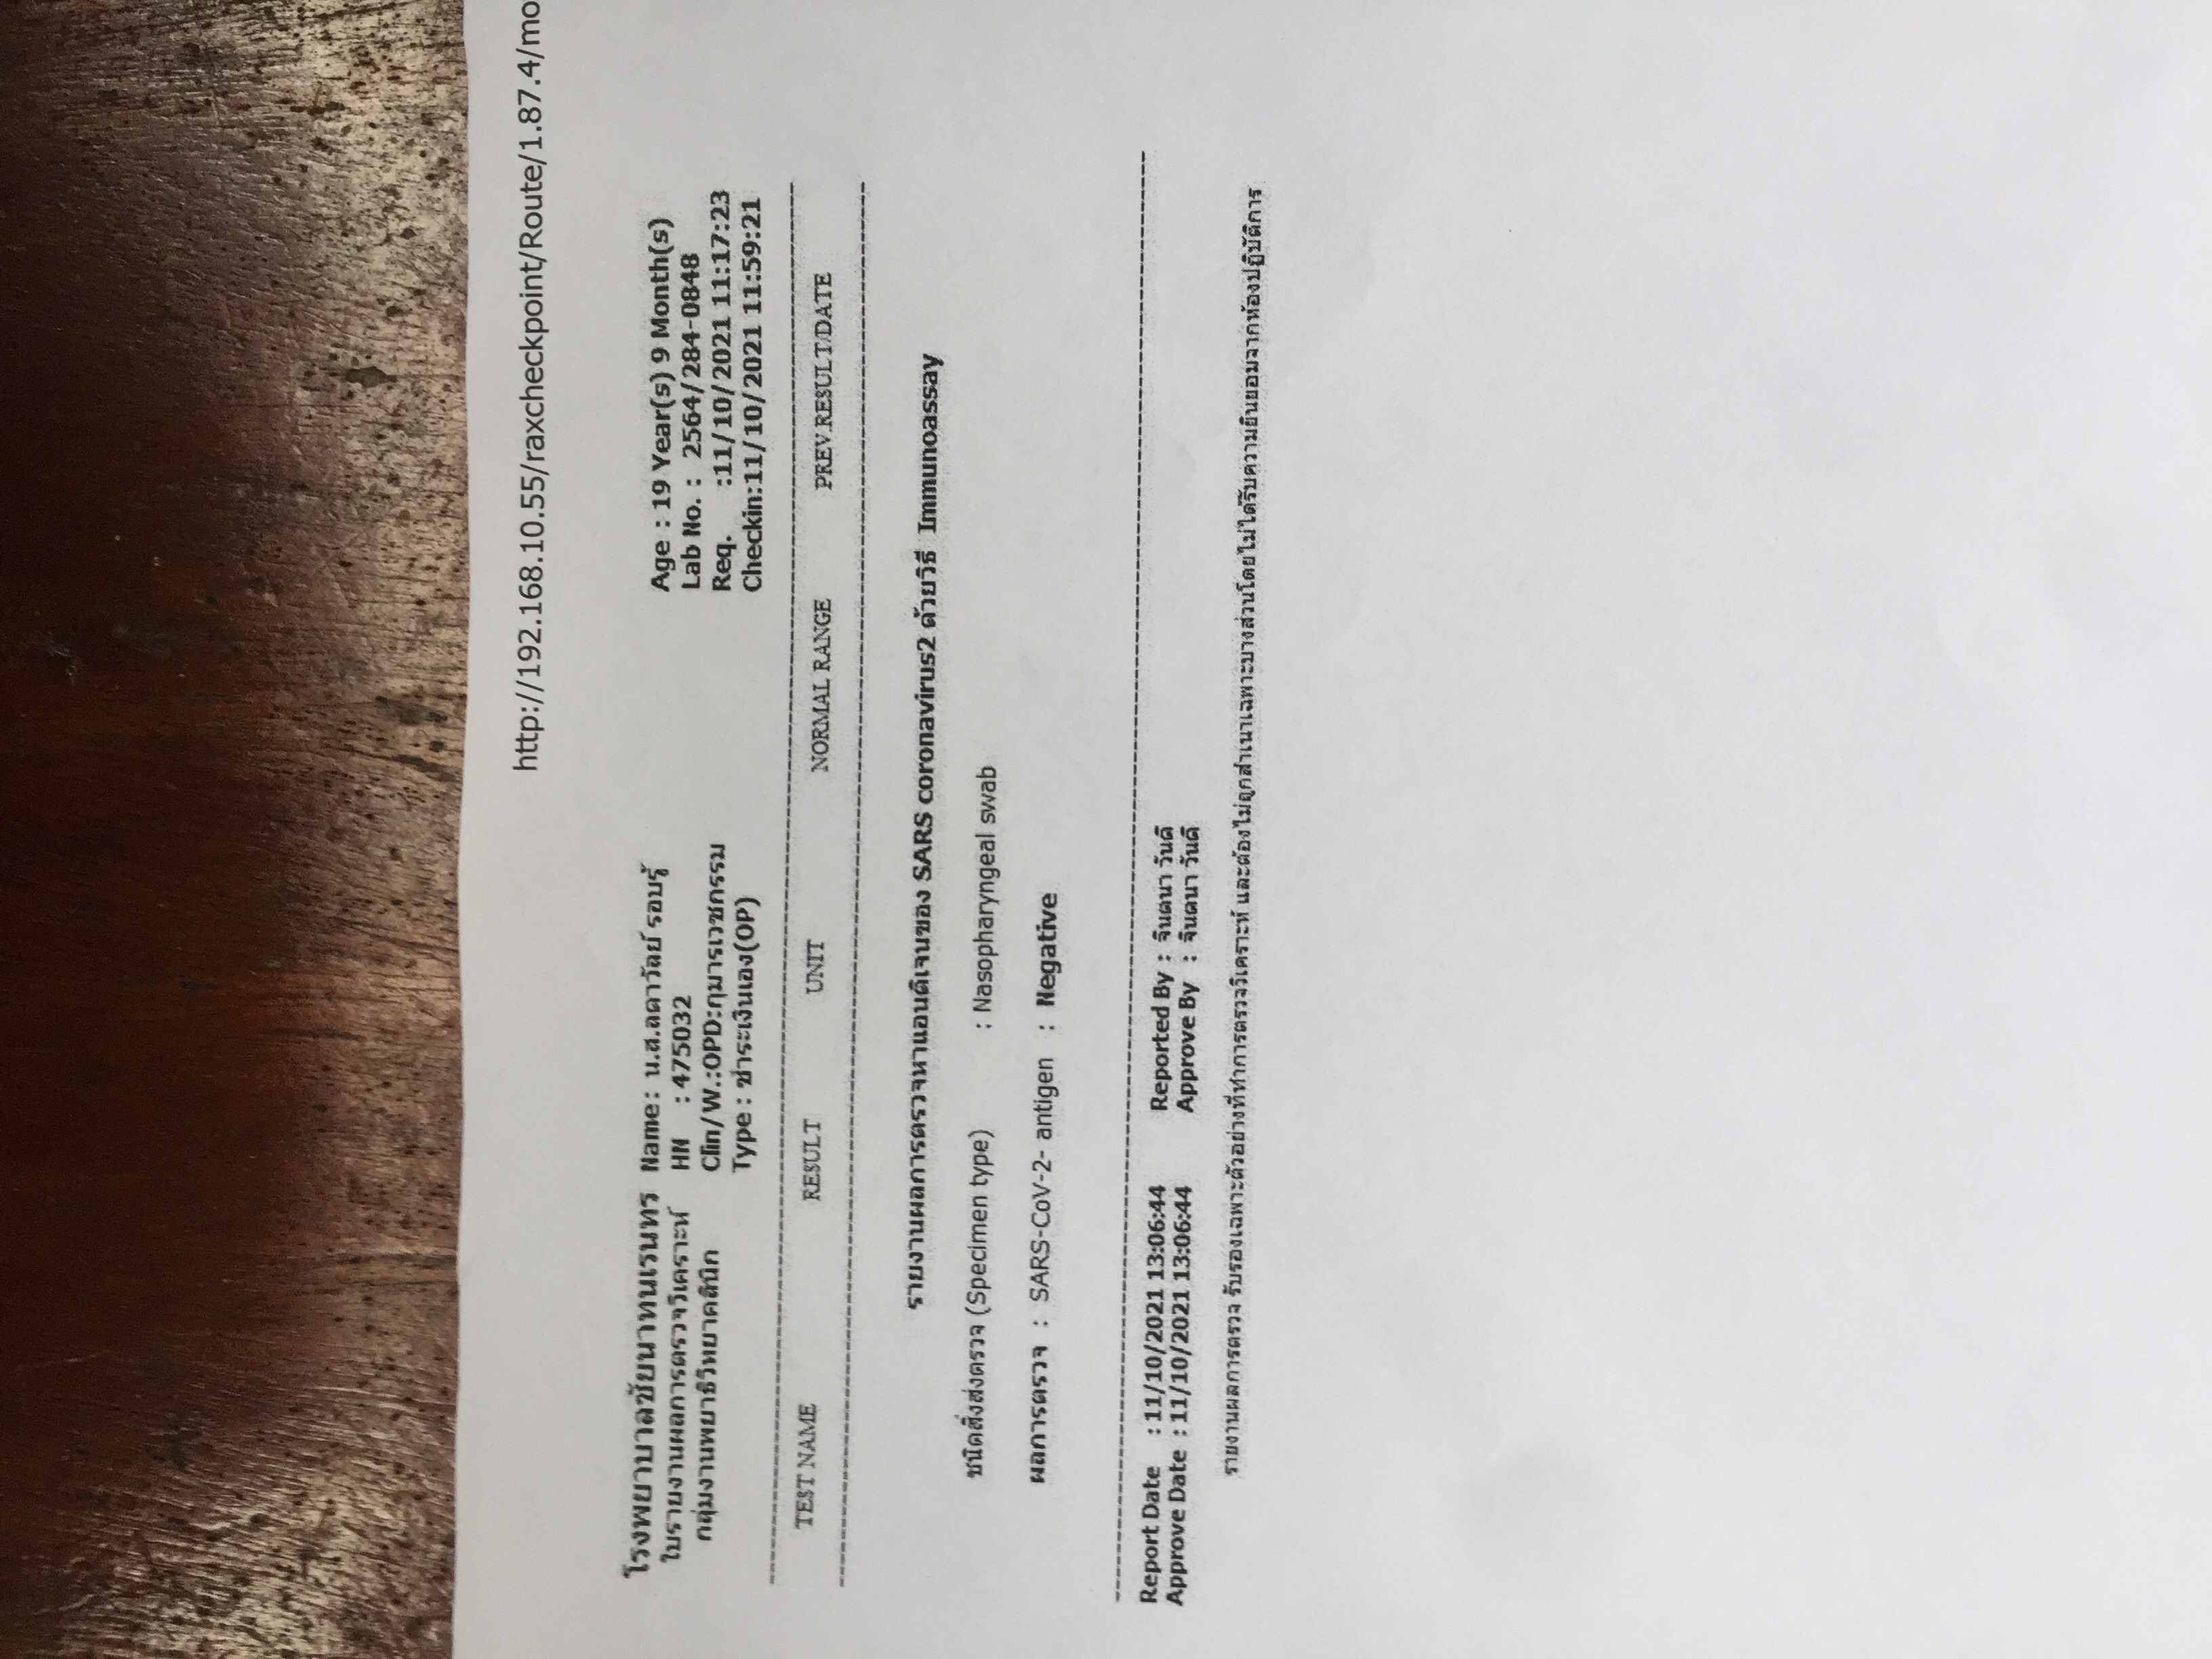 http://192.168.10.55/raxcheckpoint/Route/1.87.4/mo
โรงพยาบาลชัยนาทนเรนทร Name : น.ส.ลดาวัลย์ รอบรู้ Age : 19 Year(s) 9 Month(s)
ใบรายงานผลการตรวจวิเคราะห์ HN : 475032 Lab No. : 2564/284-0848
กลุ่มงานพยาธิวิทยาคลินิก Clin/W.:OPD:กุมารเวชกรรม Req. :11/10/2021 11:17:23
Type : ชำระเงินเอง(OP) Checkin:11/10/2021 11:59:21
TEST NAME RESULT UNIT NORMAL RANGE PREV.RESULT/DATE
รายงานผลการตรวจหาแอนติเจนของ SARS coronavirus2 ด้วยวิธี Immunoassay
ชนิดสิ่งส่งตรวจ (Specimen type) : Nasopharyngeal swab
ผลการตรวจ : SARS-CoV-2- antigen : Negative
Report Date : 11/10/2021 13:06:44 Reported By : จินตนา วันดี
Approve Date : 11/10/2021 13:06:44 Approve By : จินตนา วันดี
รายงานผลการตรวจ รับรองเฉพาะตัวอย่างที่ทำการตรวจวิเคราะห์ และต้องไม่ถูกสำเนาเฉพาะบางส่วนโดยไม่ได้รับความยินยอมจากห้องปฏิบัติการ